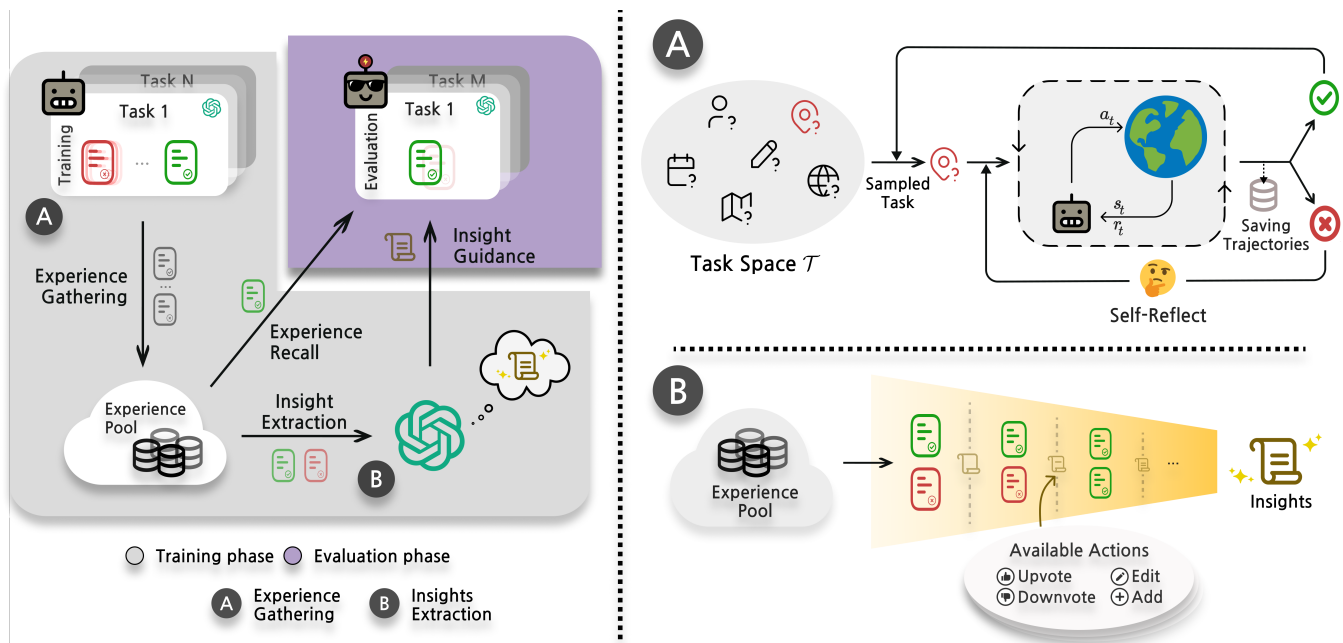 Task N
Task 1
Training
...
A
Experience
Gathering
...
Task M
Task 1
Evaluation
Insight
Guidance
Experience
Recall
Experience
Pool
Insight
Extraction
B
Training phase
Evaluation phase
A
Experience
Gathering
B
Insights
Extraction
A
?
?
?
?
?
?
Task Space 𝒯
Sampled
Task
?
a_t
s_t
r_t
Saving
Trajectories
Self-Reflect
B
Experience
Pool
...
Insights
Available Actions
Upvote
Edit
Downvote
Add